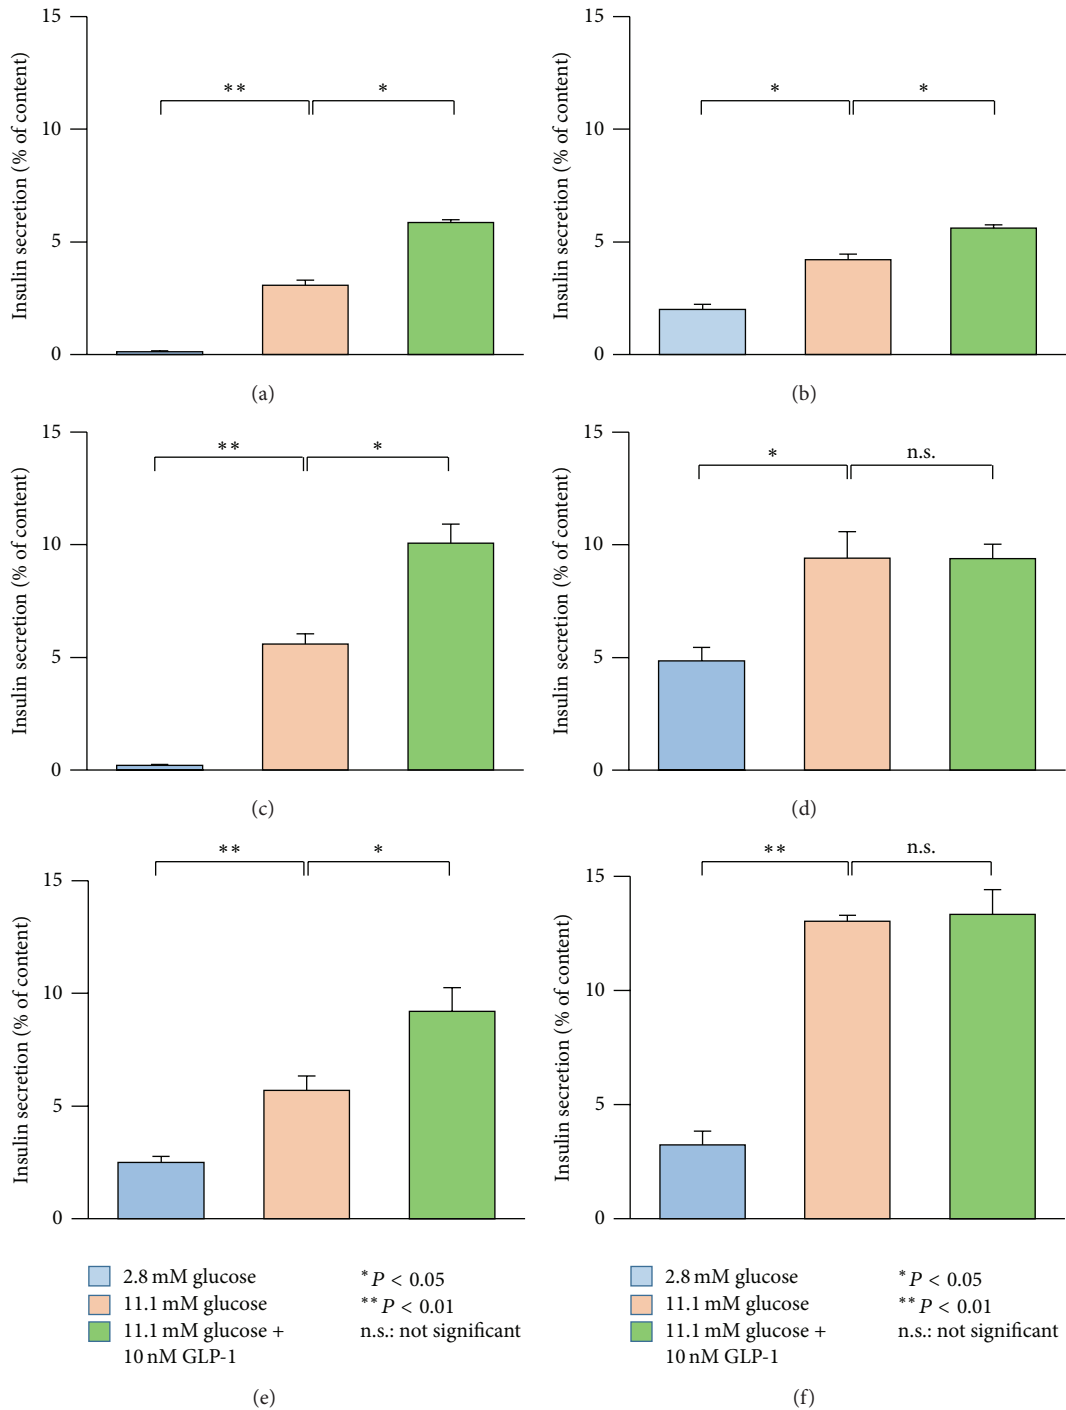 15
10
5
0
Insulin secretion (% of content)
**
*
(a)
15
10
5
0
Insulin secretion (% of content)
*
*
(b)
15
10
5
0
Insulin secretion (% of content)
**
*
(c)
15
10
5
0
Insulin secretion (% of content)
*
n.s.
(d)
15
10
5
0
Insulin secretion (% of content)
**
*
2.8 mM glucose
11.1 mM glucose
11.1 mM glucose +
10 nM GLP-1
*P < 0.05
**P < 0.01
n.s.: not significant
(e)
15
10
5
0
Insulin secretion (% of content)
**
n.s.
2.8 mM glucose
11.1 mM glucose
11.1 mM glucose +
10 nM GLP-1
*P < 0.05
**P < 0.01
n.s.: not significant
(f)